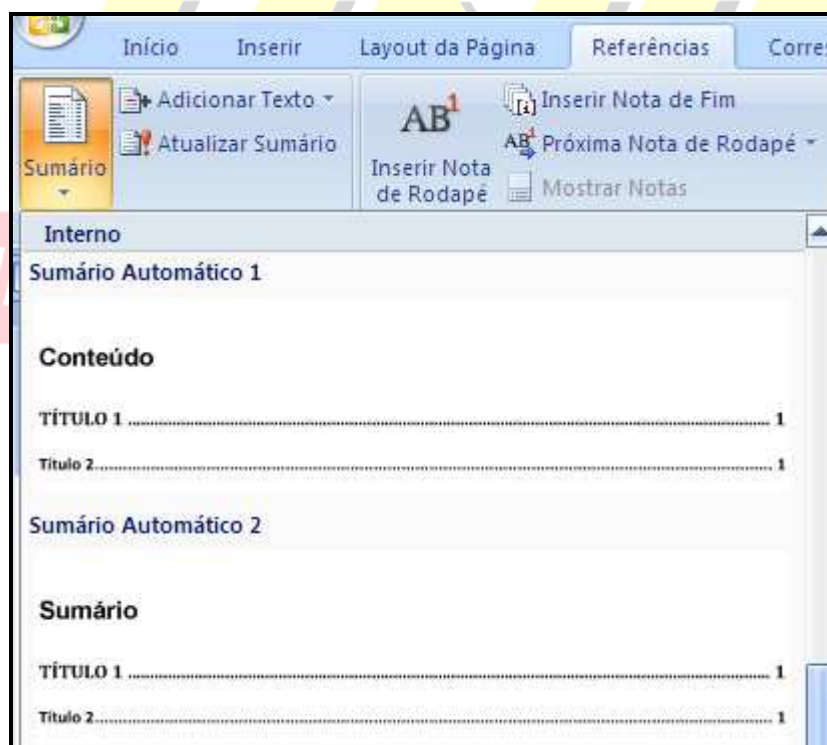 Início Inserir Layout da Página Referências Corres
Sumário
Adicionar Texto
Atualizar Sumário
AB1
Inserir Nota
de Rodapé
[i] Inserir Nota de Fim
AB1 Próxima Nota de Rodapé
Mostrar Notas
Interno
Sumário Automático 1
Conteúdo
TÍTULO 1 ........ 1
Título 2 ........ 1
Sumário Automático 2
Sumário
TÍTULO 1 ........ 1
Título 2 ........ 1